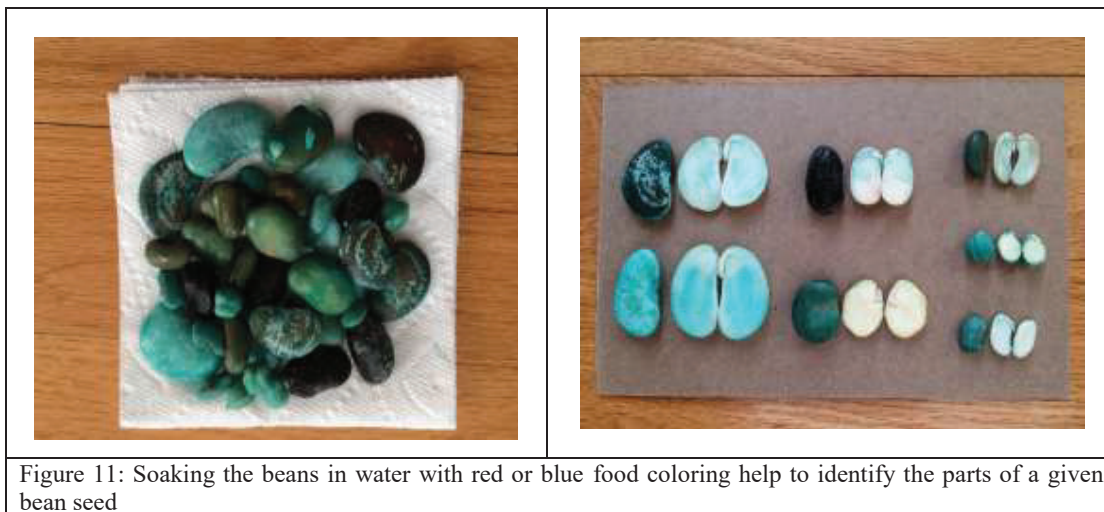 Figure 11: Soaking the beans in water with red or blue food coloring help to identify the parts of a given
bean seed